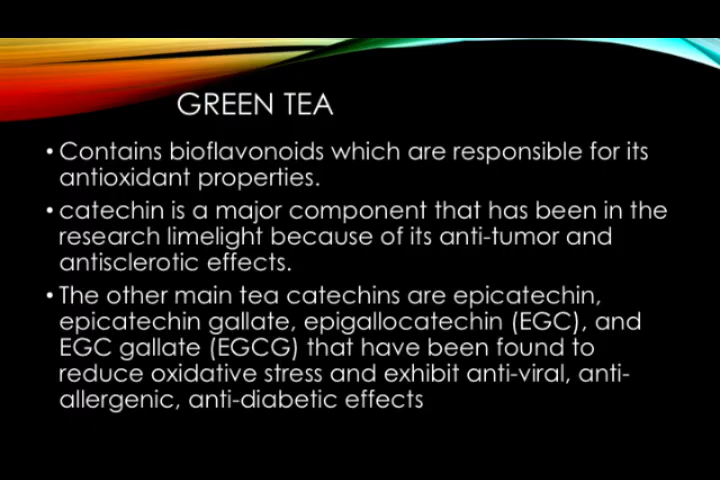 GREEN TEA
• Contains bioflavonoids which are responsible for its
antioxidant properties.
• catechin is a major component that has been in the
research limelight because of its anti-tumor and
antisclerotic effects.
• The other main tea catechins are epicatechin,
epicatechin gallate, epigallocatechin (EGC), and
EGC gallate (EGCG) that have been found to
reduce oxidative stress and exhibit anti-viral, anti-
allergenic, anti-diabetic effects